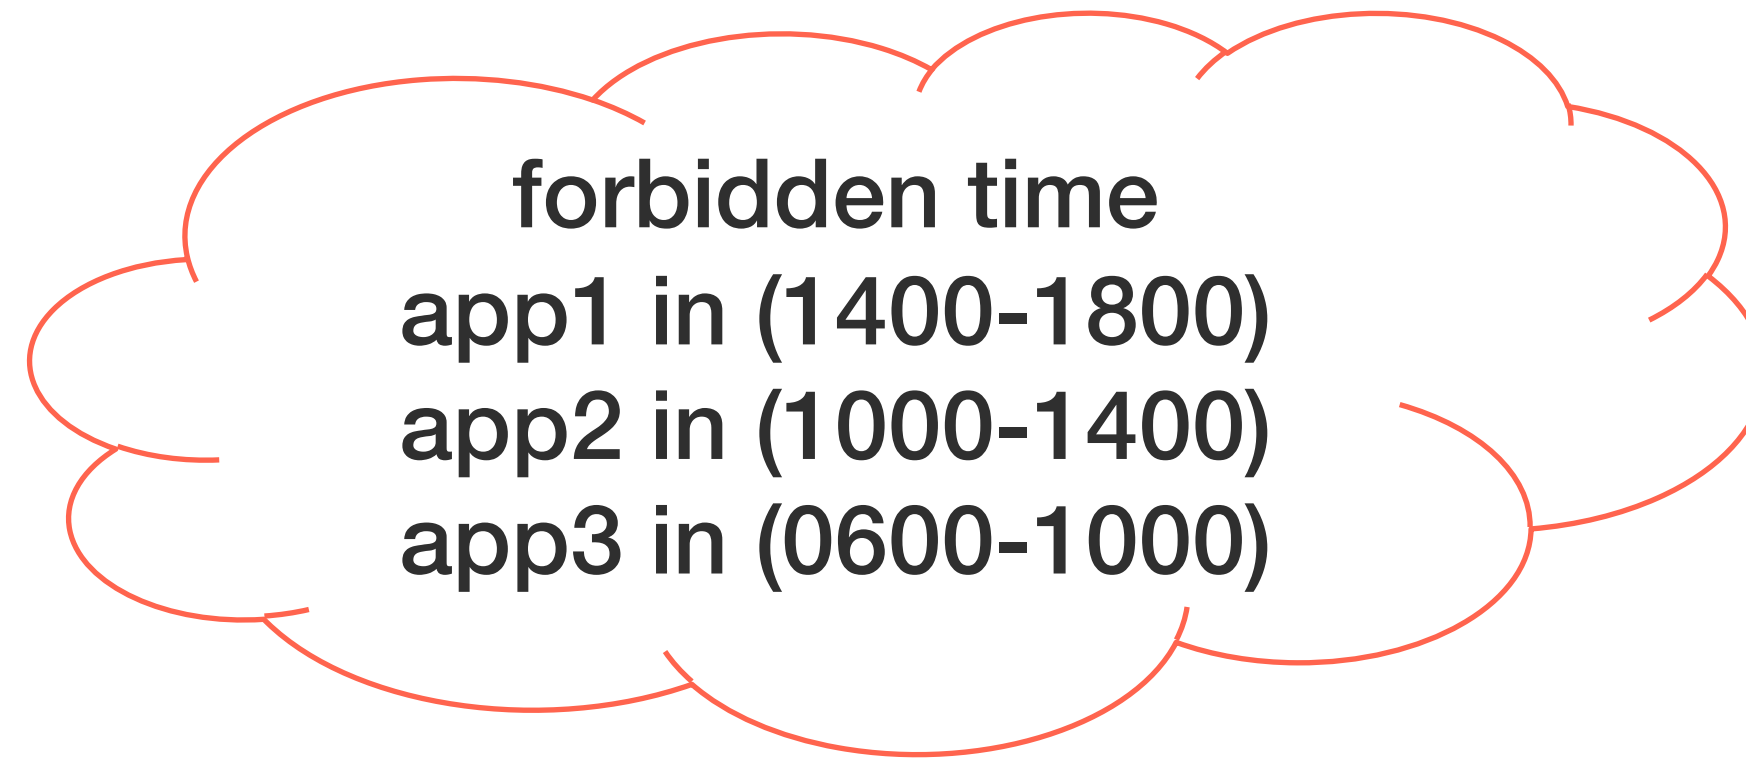 forbidden time
app1 in (1400-1800)
app2 in (1000-1400)
app3 in (0600-1000)